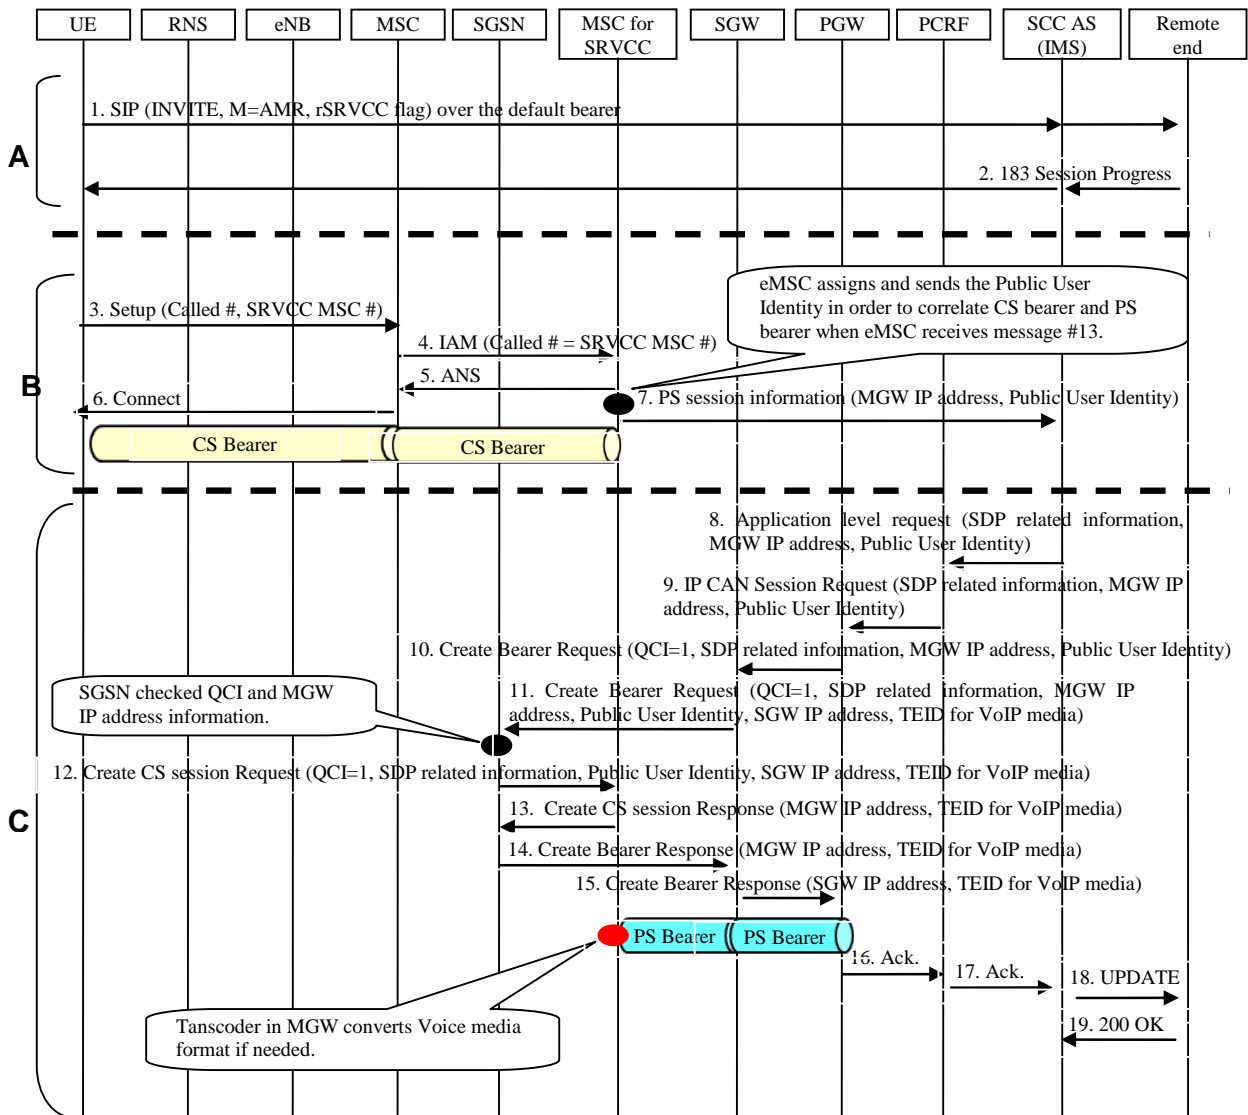 UE
RNS
eNB
MSC
SGSN
MSC for
SRVCC
SGW
PGW
PCRF
SCC AS
(IMS)
Remote
end
A
1. SIP (INVITE, M=AMR, rSRVCC flag) over the default bearer
2. 183 Session Progress
B
eMSC assigns and sends the Public User
Identity in order to correlate CS bearer and PS
bearer when eMSC receives message #13.
3. Setup (Called #, SRVCC MSC #)
4. IAM (Called # = SRVCC MSC #)
5. ANS
6. Connect
7. PS session information (MGW IP address, Public User Identity)
CS Bearer
CS Bearer
C
8. Application level request (SDP related information,
MGW IP address, Public User Identity)
9. IP CAN Session Request (SDP related information, MGW IP
address, Public User Identity)
10. Create Bearer Request (QCI=1, SDP related information, MGW IP address, Public User Identity)
SGSN checked QCI and MGW
IP address information.
11. Create Bearer Request (QCI=1, SDP related information, MGW IP
address, Public User Identity, SGW IP address, TEID for VoIP media)
12. Create CS session Request (QCI=1, SDP related information, Public User Identity, SGW IP address, TEID for VoIP media)
13. Create CS session Response (MGW IP address, TEID for VoIP media)
14. Create Bearer Response (MGW IP address, TEID for VoIP media)
15. Create Bearer Response (SGW IP address, TEID for VoIP media)
PS Bearer
PS Bearer
16. Ack.
17. Ack.
18. UPDATE
19. 200 OK
Tanscoder in MGW converts Voice media
format if needed.